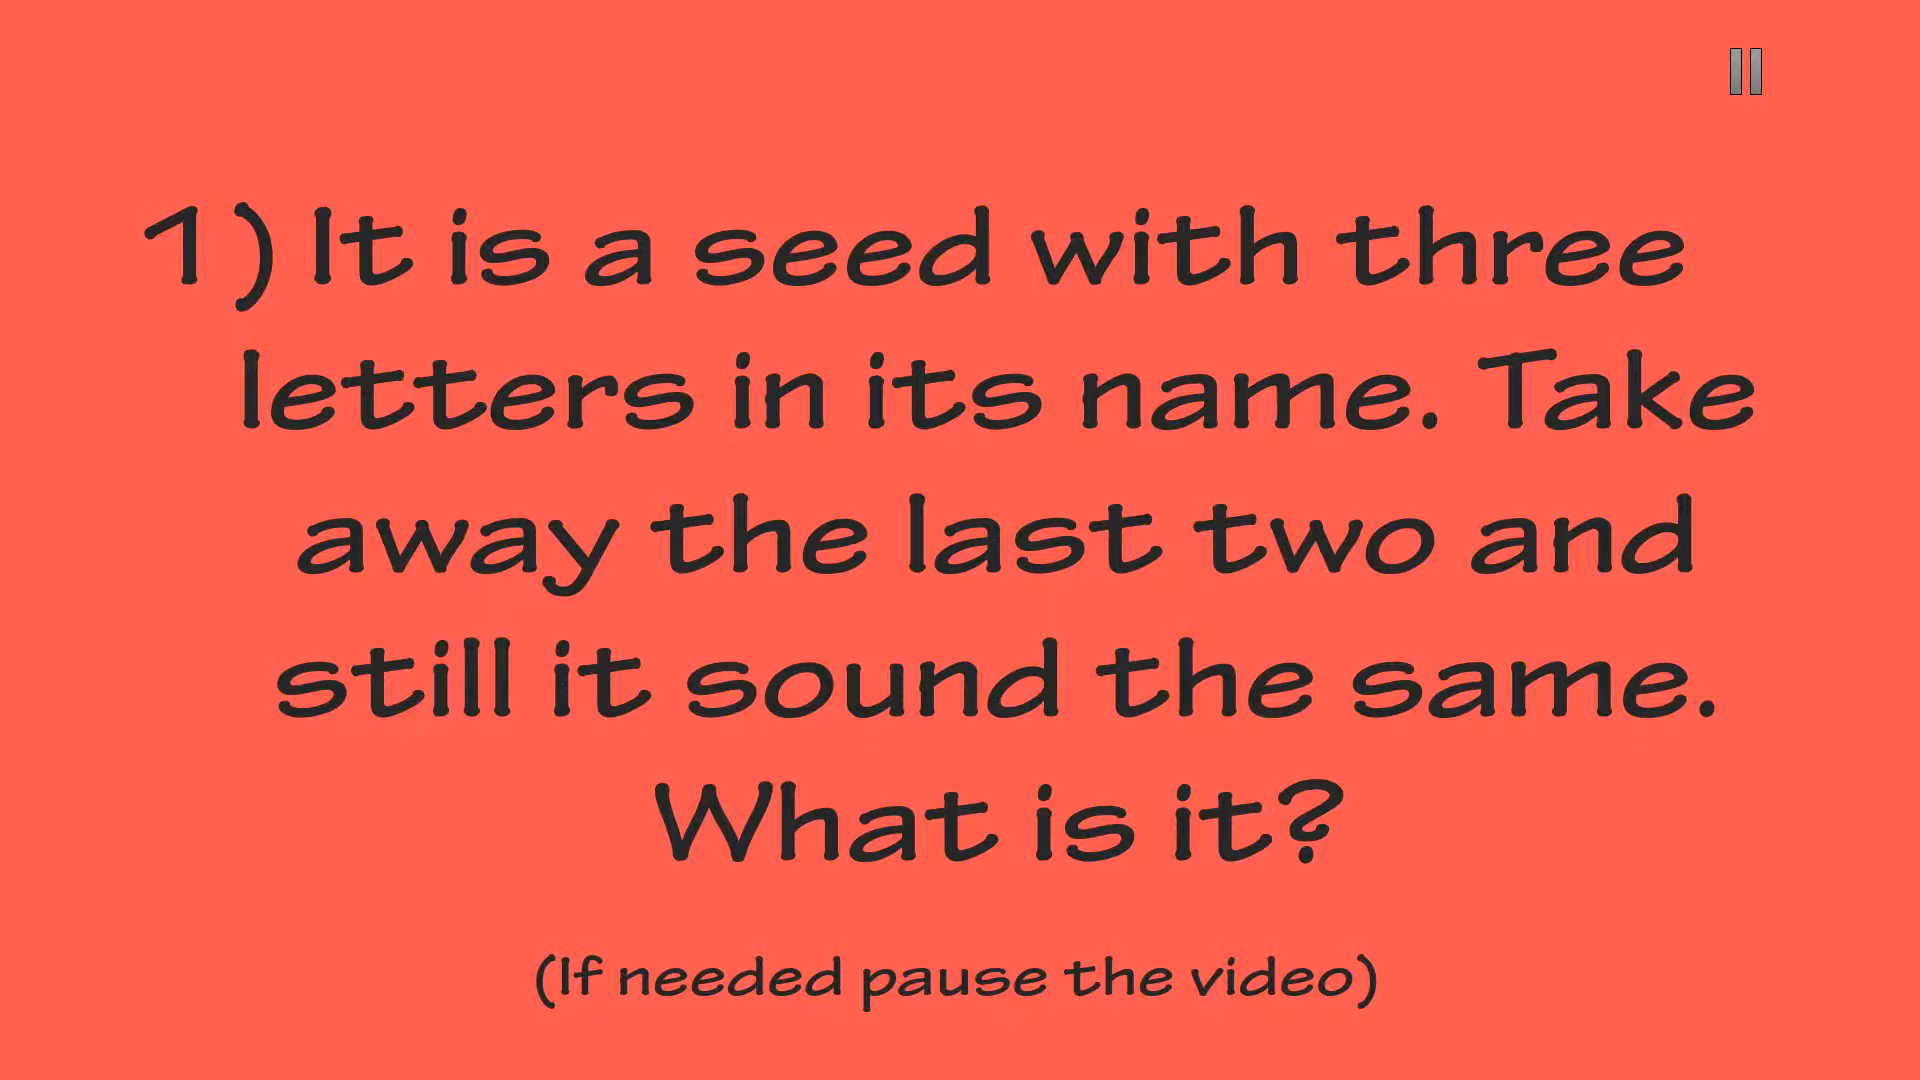 1) It is a seed with three
letters in its name. Take
away the last two and
still it sound the same.
What is it?
(If needed pause the video)